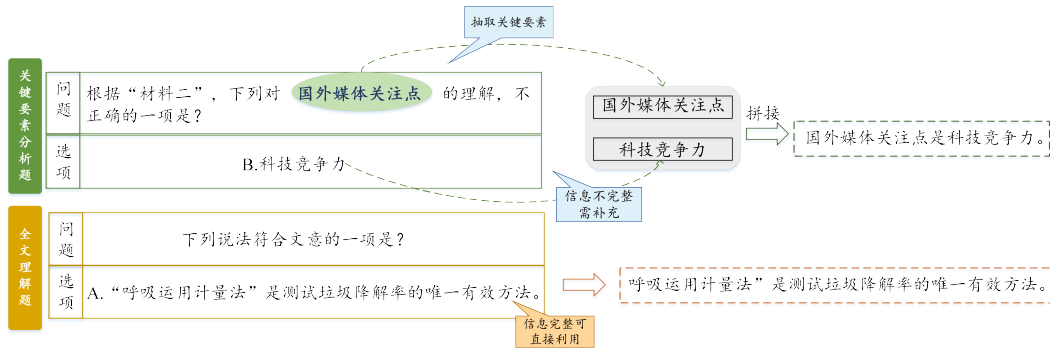 抽取关键要素
关键要素分析题
问题
根据“材料二”，下列对 国外媒体关注点 的理解，不
正确的一项是？
选项
B.科技竞争力
国外媒体关注点
科技竞争力
拼接
国外媒体关注点是科技竞争力。
信息不完整
需补充
全文理解题
问题
下列说法符合文意的一项是？
选项
A.“呼吸运用计量法”是测试垃圾降解率的唯一有效方法。
呼吸运用计量法”是测试垃圾降解率的唯一有效方法。
信息完整可
直接利用